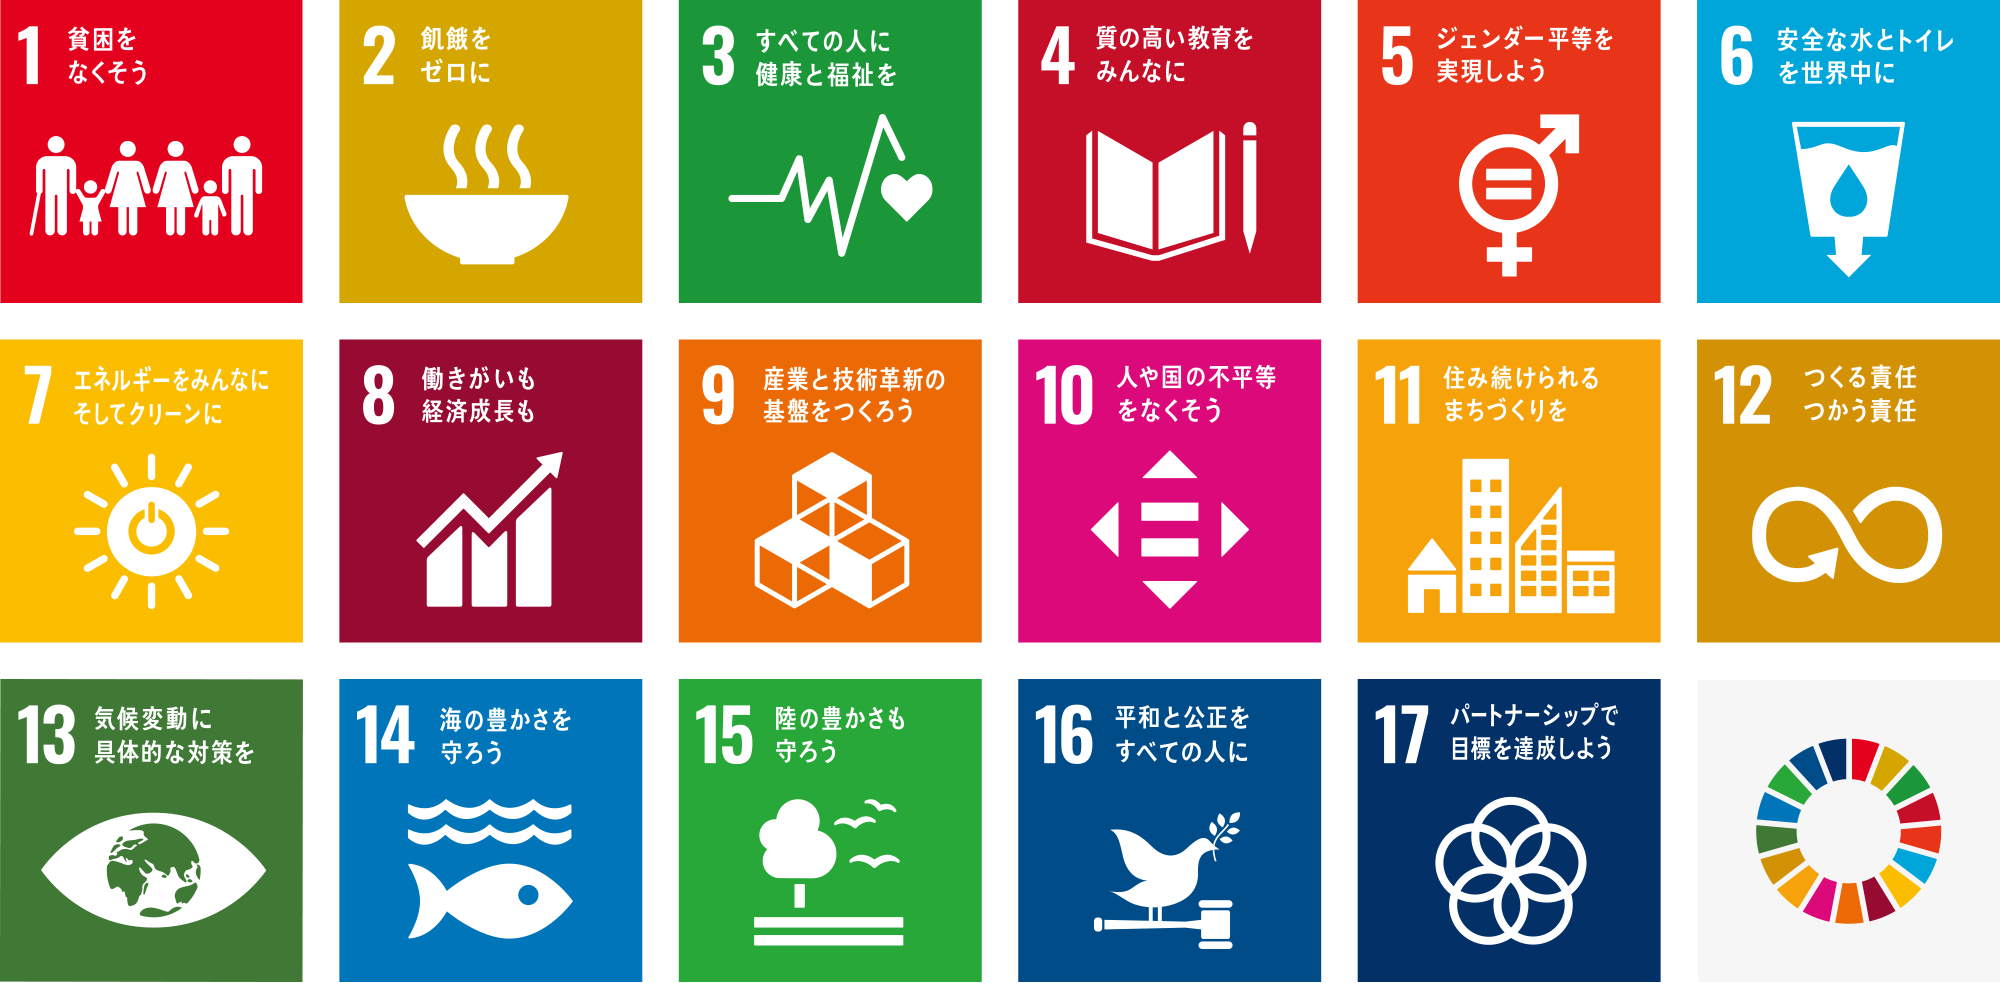 1 貧困を
なくそう
2 飢餓を
ゼロに
3 すべての人に
健康と福祉を
4 質の高い教育を
みんなに
5 ジェンダー平等を
実現しよう
6 安全な水とトイレ
を世界中に
7 エネルギーをみんなに
そしてクリーンに
8 働きがいも
経済成長も
9 産業と技術革新の
基盤をつくろう
10 人や国の不平等
をなくそう
11 住み続けられる
まちづくりを
12 つくる責任
つかう責任
13 気候変動に
具体的な対策を
14 海の豊かさを
守ろう
15 陸の豊かさも
守ろう
16 平和と公正を
すべての人に
17 パートナーシップで
目標を達成しよう